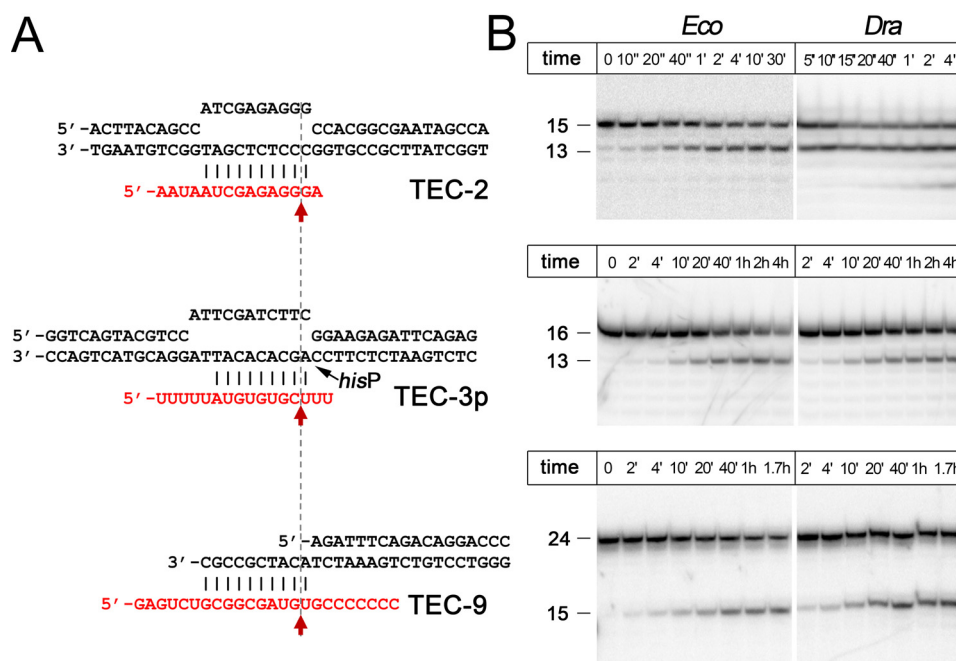 A
ATCGAGAGGG
5′-ACTTACAGCC CCACGGCGAATAGCCA
3′-TGAATGTCGGTAGCTCTCCCGGTGCCGCTTATCGGT
5′-AAUAAUCGAGAGGGA
TEC-2
ATTCGATCTTC
5′-GGTCAGTACGTCC GGAAGAGATTCAGAG
3′-CCAGTCATGCAGGATTACACACGACCTTCTCTAAGTCTC
hisP
5′-UUUUUAUGUGUGCUUU
TEC-3p
5′-AGATTTCAGACAGGACCC
3′-CGCCGCTACATCTAAAGTCTGTCCTGGG
5′-GAGUCUGCGGCGAUGUGCCCCCCC
TEC-9
B
Eco Dra
time 0 10" 20" 40" 1' 2' 4' 10' 30' 5" 10" 15" 20" 40" 1' 2' 4'
15
13
time 0 2' 4' 10' 20' 40' 1h 2h 4h 2' 4' 10' 20' 40' 1h 2h 4h
16
13
time 0 2' 4' 10' 20' 40' 1h 1.7h 2' 4' 10' 20' 40' 1h 1.7h
24
15